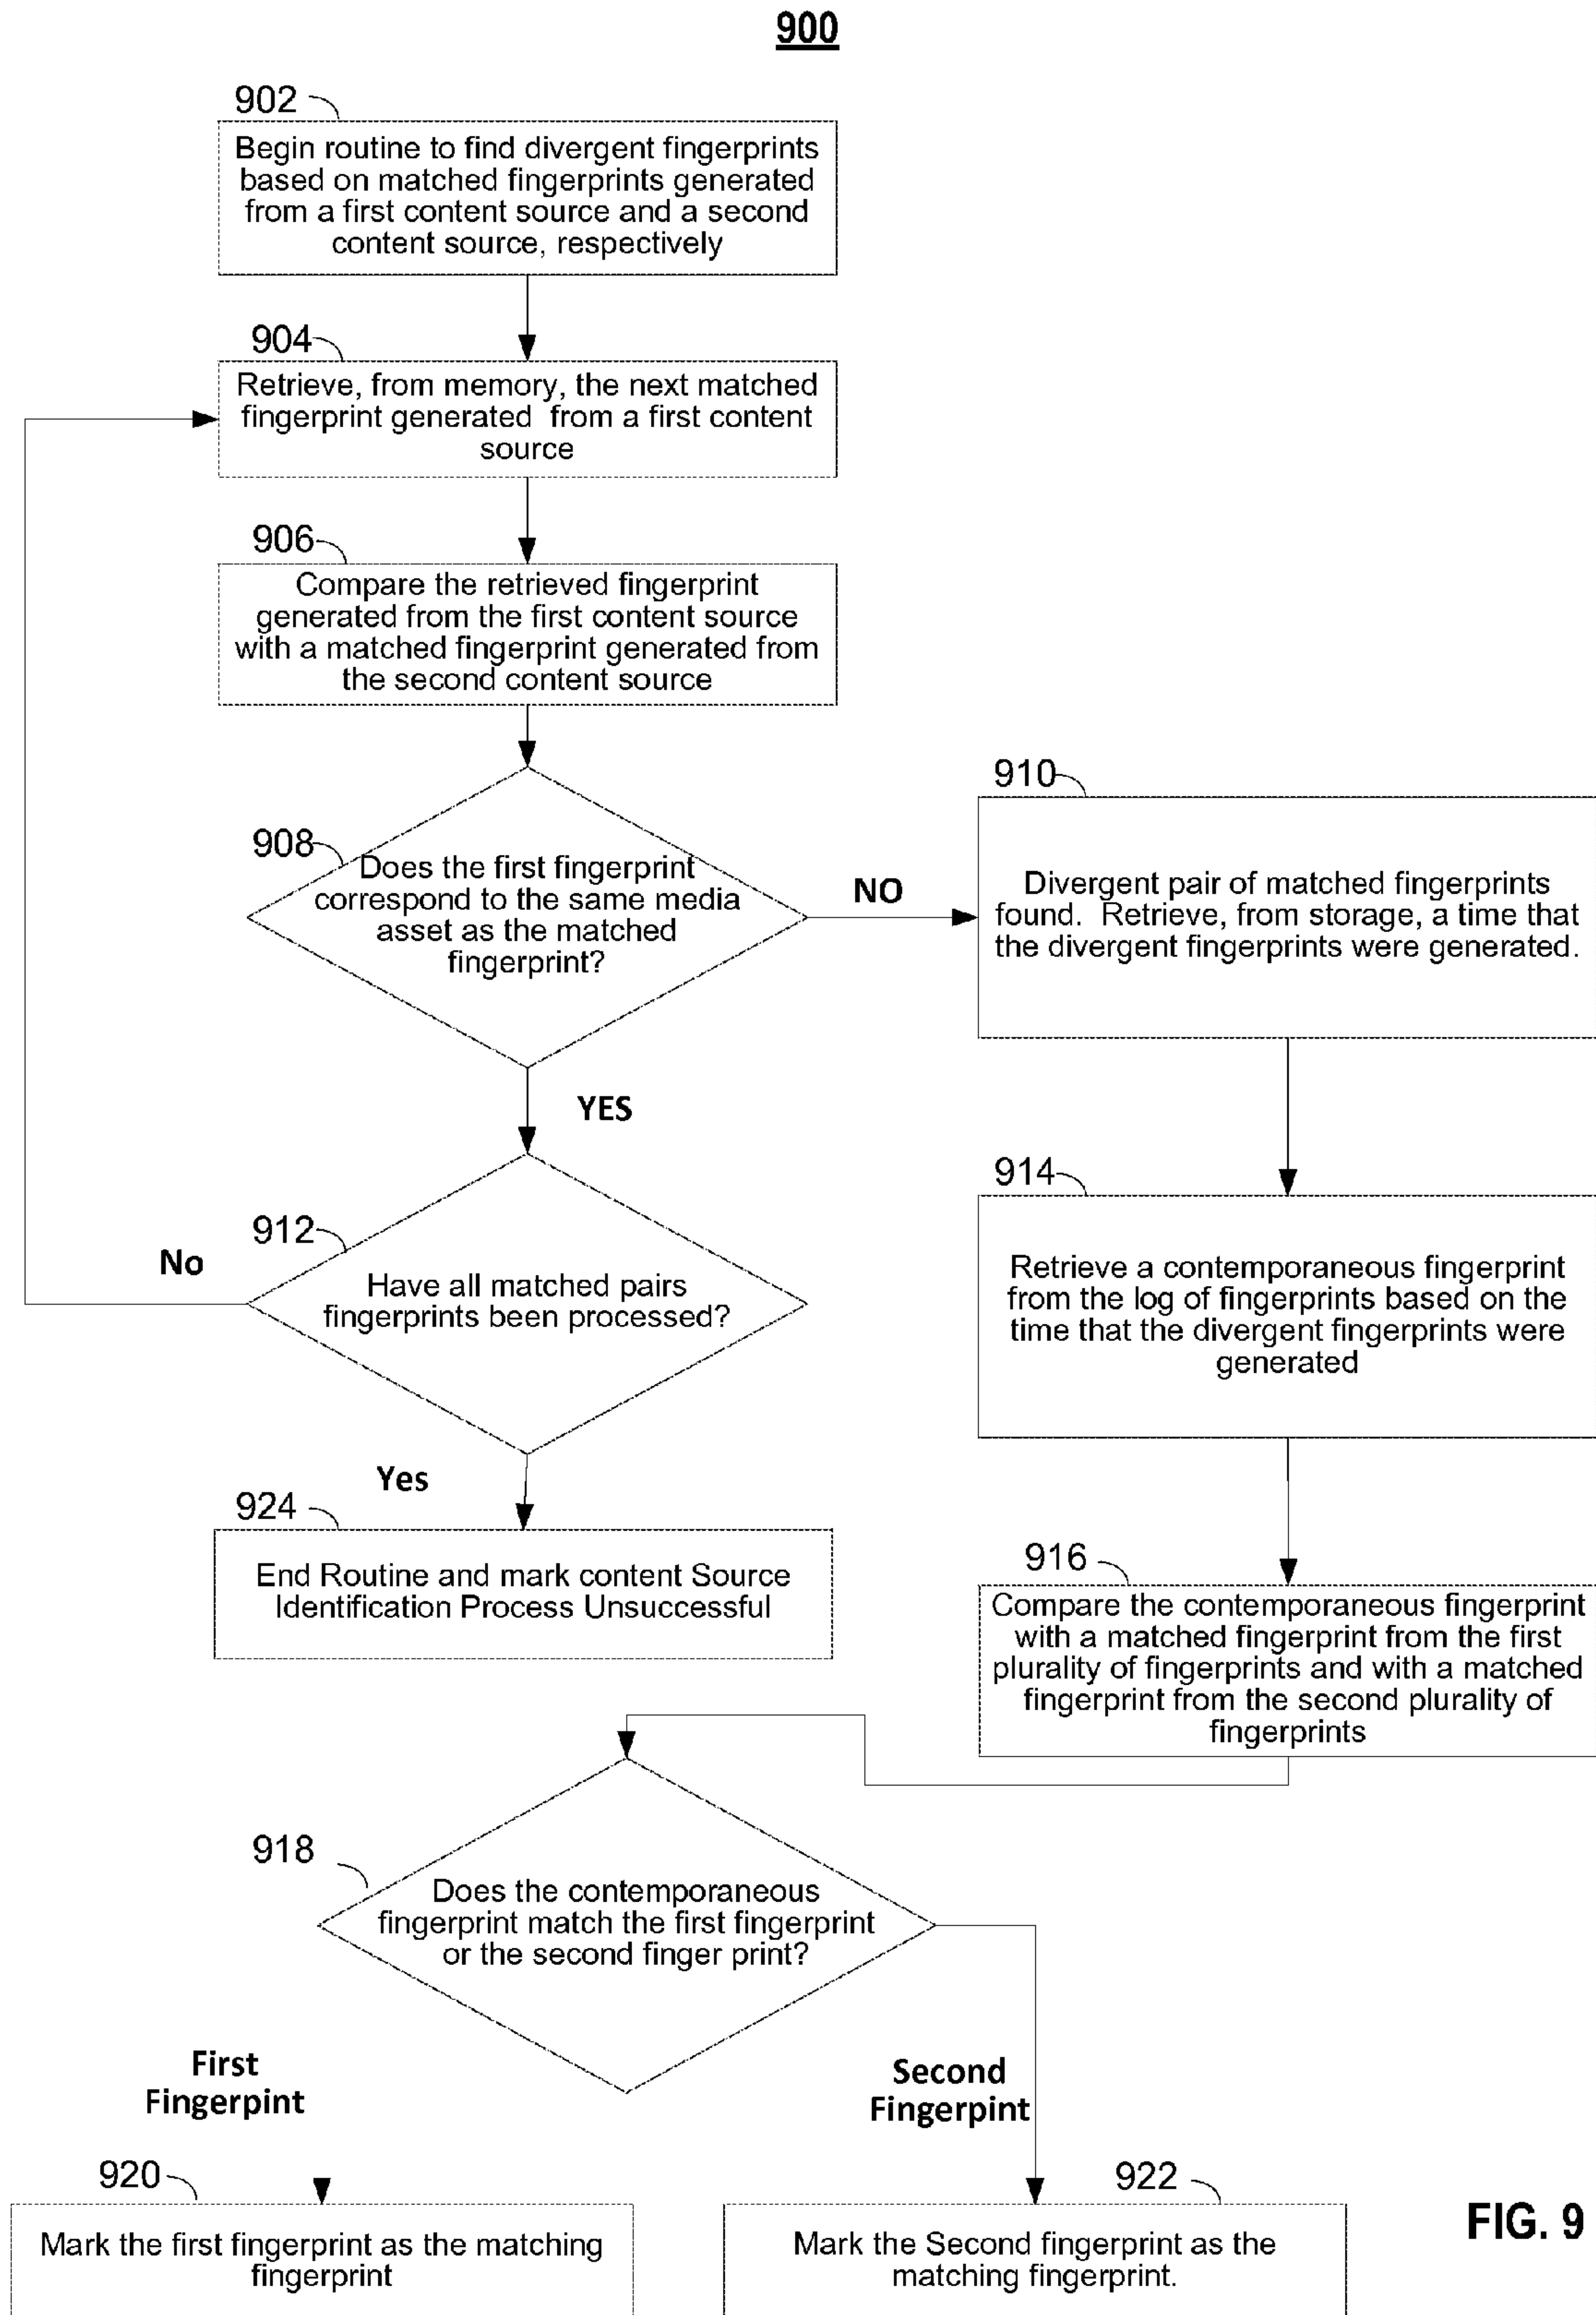 900
902
Begin routine to find divergent fingerprints
based on matched fingerprints generated
from a first content source and a second
content source, respectively
904
Retrieve, from memory, the next matched
fingerprint generated from a first content
source
906
Compare the retrieved fingerprint
generated from the first content source
with a matched fingerprint generated from
the second content source
908
Does the first fingerprint
correspond to the same media
asset as the matched
fingerprint?
NO
910
Divergent pair of matched fingerprints
found. Retrieve, from storage, a time that
the divergent fingerprints were generated.
YES
912
No
Have all matched pairs
fingerprints been processed?
914
Retrieve a contemporaneous fingerprint
from the log of fingerprints based on the
time that the divergent fingerprints were
generated
Yes
924
End Routine and mark content Source
Identification Process Unsuccessful
916
Compare the contemporaneous fingerprint
with a matched fingerprint from the first
plurality of fingerprints and with a matched
fingerprint from the second plurality of
fingerprints
918
Does the contemporaneous
fingerprint match the first fingerprint
or the second finger print?
First
Fingerpint
Second
Fingerpint
920
Mark the first fingerprint as the matching
fingerprint
922
Mark the Second fingerprint as the
matching fingerprint.
FIG. 9